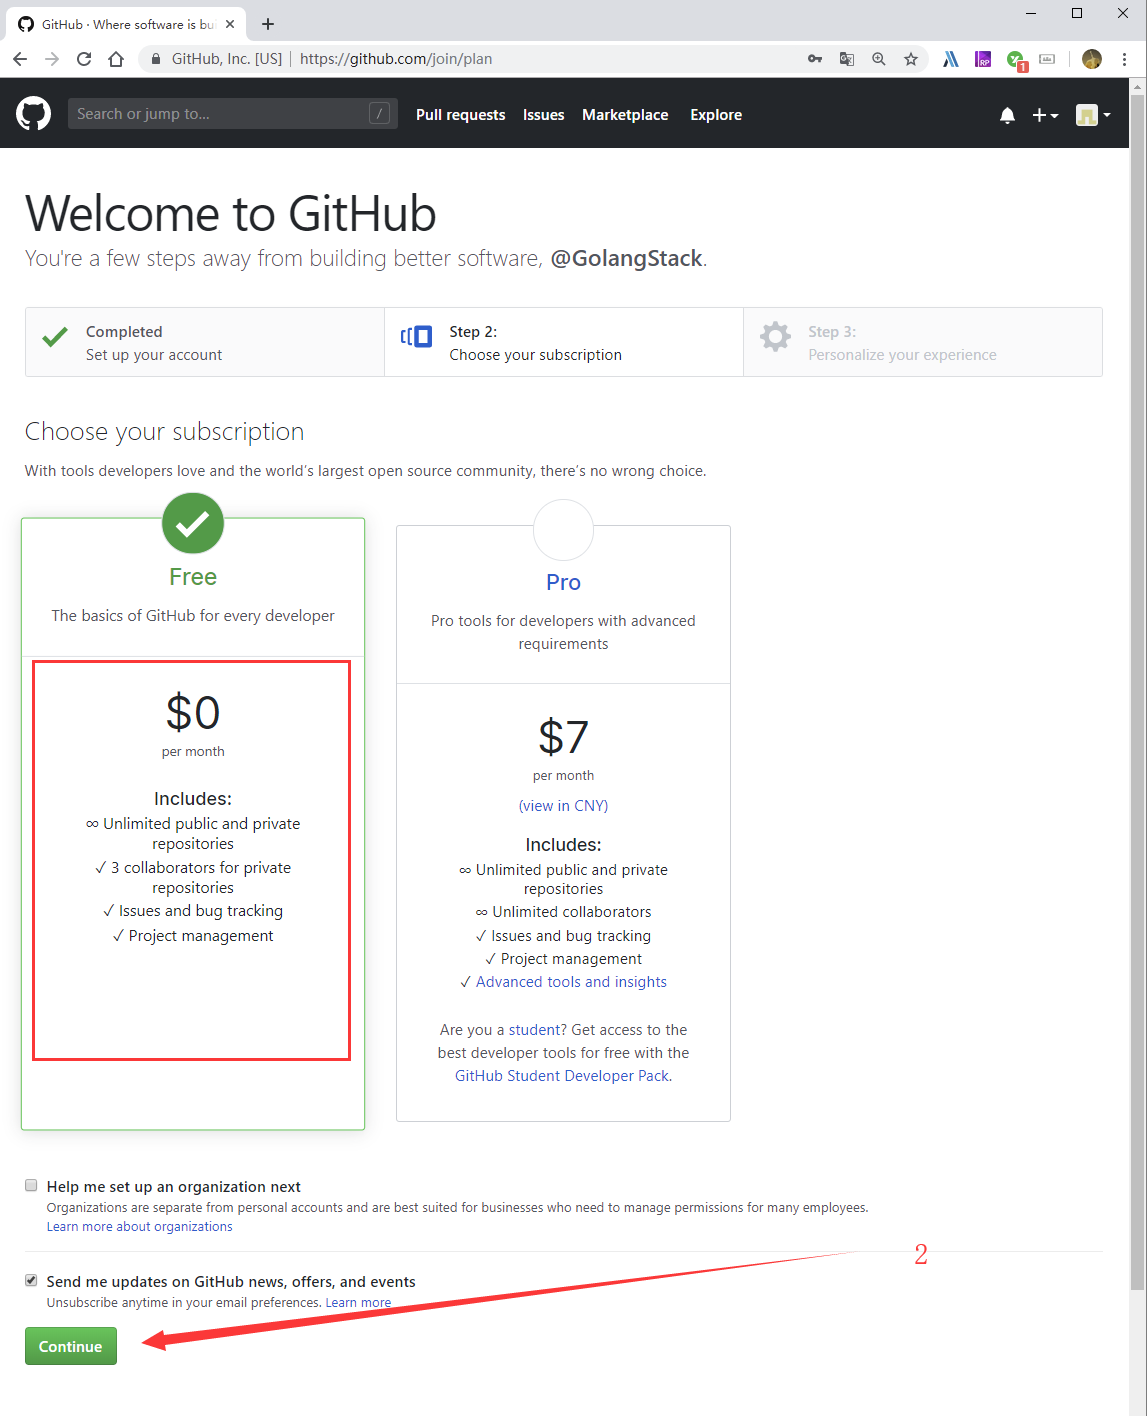 GitHub · Where software is bui
GitHub, Inc. [US] | https://github.com/join/plan
RP
1
Search or jump to...
/
Pull requests
Issues
Marketplace
Explore
Welcome to GitHub
You're a few steps away from building better software, @GolangStack.
Completed
Set up your account
Step 2:
Choose your subscription
Step 3:
Personalize your experience
Choose your subscription
With tools developers love and the world's largest open source community, there's no wrong choice.
Free
The basics of GitHub for every developer
$0
per month
Includes:
∞ Unlimited public and private
repositories
✓ 3 collaborators for private
repositories
✓ Issues and bug tracking
✓ Project management
Pro
Pro tools for developers with advanced
requirements
$7
per month
(view in CNY)
Includes:
∞ Unlimited public and private
repositories
∞ Unlimited collaborators
✓ Issues and bug tracking
✓ Project management
✓ Advanced tools and insights
Are you a student? Get access to the
best developer tools for free with the
GitHub Student Developer Pack.
Help me set up an organization next
Organizations are separate from personal accounts and are best suited for businesses who need to manage permissions for many employees.
Learn more about organizations
2
Send me updates on GitHub news, offers, and events
Unsubscribe anytime in your email preferences. Learn more
Continue